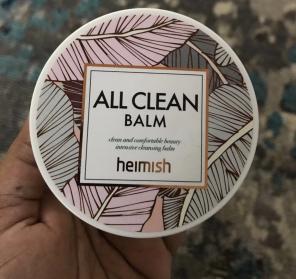 ALL CLEAN
BALM
clean and comfortable beauty
intensive cleansing balm
heimish